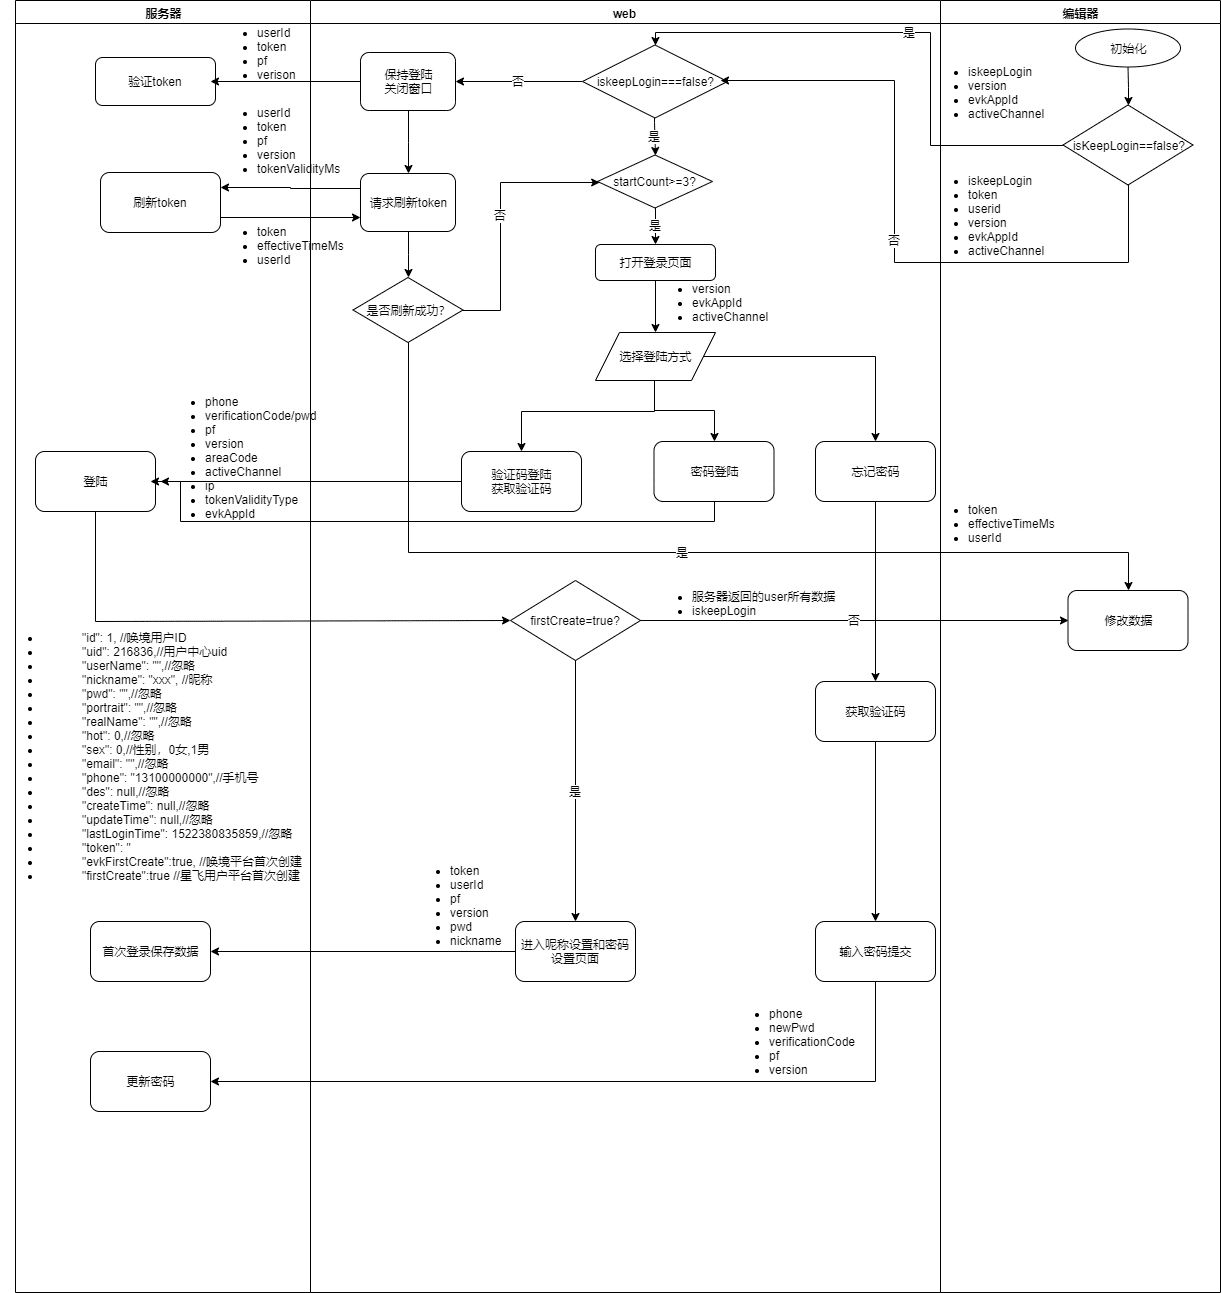 服务器
web
编辑器
初始化
iskeepLogin
version
evkAppId
activeChannel
isKeepLogin==false?
是
iskeepLogin
token
userid
version
evkAppId
activeChannel
否
iskeepLogin===false?
否
是
保持登陆
关闭窗口
userId
token
pf
verison
验证token
userId
token
pf
version
tokenValidityMs
请求刷新token
刷新token
token
effectiveTimeMs
userId
是否刷新成功?
否
startCount>=3?
是
打开登录页面
version
evkAppId
activeChannel
选择登陆方式
phone
verificationCode/pwd
pf
version
areaCode
activeChannel
ip
tokenValidityType
evkAppId
登陆
验证码登陆
获取验证码
密码登陆
忘记密码
token
effectiveTimeMs
userId
是
firstCreate=true?
服务器返回的user所有数据
iskeepLogin
否
修改数据
"id": 1, //唤境用户ID
"uid": 216836,//用户中心uid
"userName": "",//忽略
"nickname": "xxx", //昵称
"pwd": "",//忽略
"portrait": "",//忽略
"realName": "",//忽略
"hot": 0,//忽略
"sex": 0,//性别，0女,1男
"email": "",//忽略
"phone": "13100000000",//手机号
"des": null,//忽略
"createTime": null,//忽略
"updateTime": null,//忽略
"lastLoginTime": 1522380835859,//忽略
"token": "
"evkFirstCreate":true, //唤境平台首次创建
"firstCreate":true //星飞用户平台首次创建
获取验证码
是
token
userId
pf
version
pwd
nickname
首次登录保存数据
进入昵称设置和密码
设置页面
输入密码提交
phone
newPwd
verificationCode
pf
version
更新密码